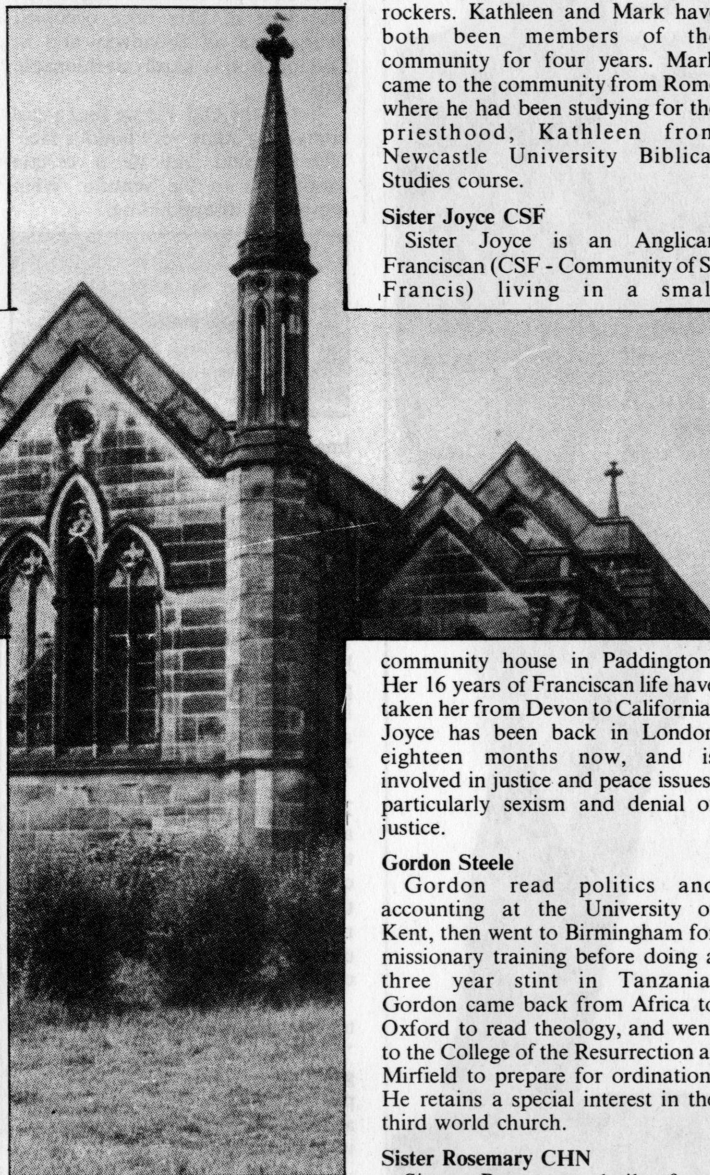 rockers. Kathleen and Mark have
both been members of the
community for four years. Mark
came to the community from Rome
where he had been studying for the
priesthood, Kathleen from
Newcastle University Biblica
Studies course.
Sister Joyce CSF
Sister Joyce is an Anglican
Franciscan (CSF - Community of S
Francis) living in a smal
community house in Paddington
Her 16 years of Franciscan life have
taken her from Devon to California
Joyce has been back in London
eighteen months now, and is
involved in justice and peace issues
particularly sexism and denial o
justice.
Gordon Steele
Gordon read politics and
accounting at the University o
Kent, then went to Birmingham for
missionary training before doing a
three year stint in Tanzania
Gordon came back from Africa to
Oxford to read theology, and wen
to the College of the Resurrection a
Mirfield to prepare for ordination
He retains a special interest in the
third world church.
Sister Rosemary CHN